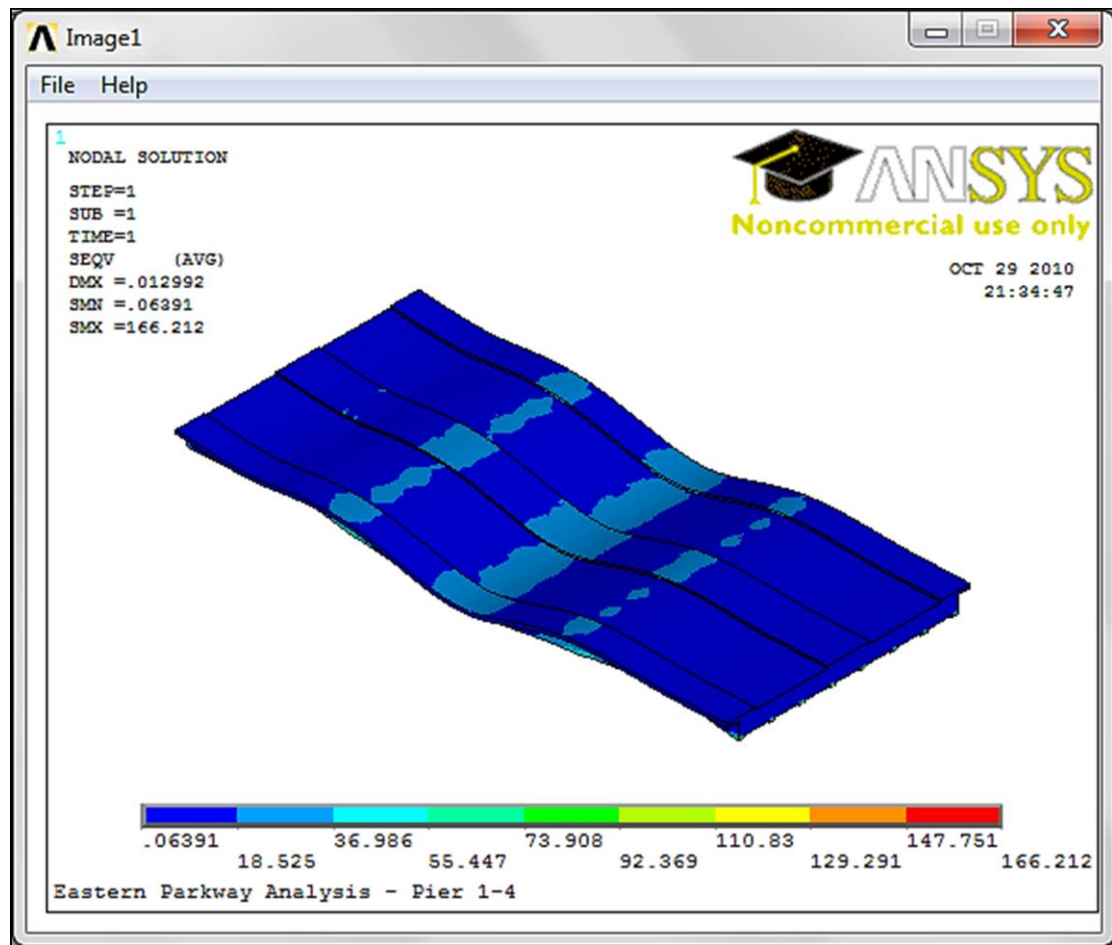 Image1
File Help
1
NODAL SOLUTION
STEP=1
SUB =1
TIME=1
SEQV (AVG)
DMX =.012992
SMN =.06391
SMX =166.212
ANSYS
Noncommercial use only
OCT 29 2010
21:34:47
.06391 36.986 73.908 110.83 147.751
18.525 55.447 92.369 129.291 166.212
Eastern Parkway Analysis - Pier 1-4